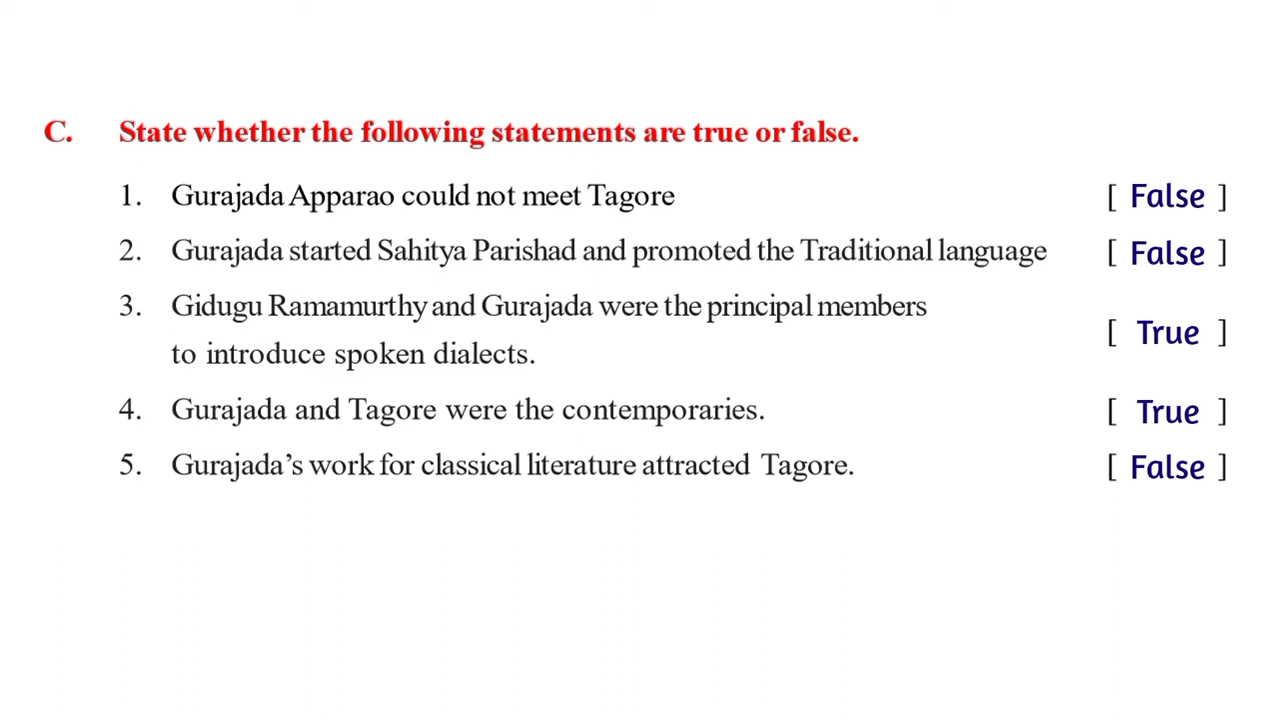 C. State whether the following statements are true or false.
1. Gurajada Apparao could not meet Tagore [ False ]
2. Gurajada started Sahitya Parishad and promoted the Traditional language [ False ]
3. Gidugu Ramamurthy and Gurajada were the principal members
to introduce spoken dialects. [ True ]
4. Gurajada and Tagore were the contemporaries. [ True ]
5. Gurajada's work for classical literature attracted Tagore. [ False ]